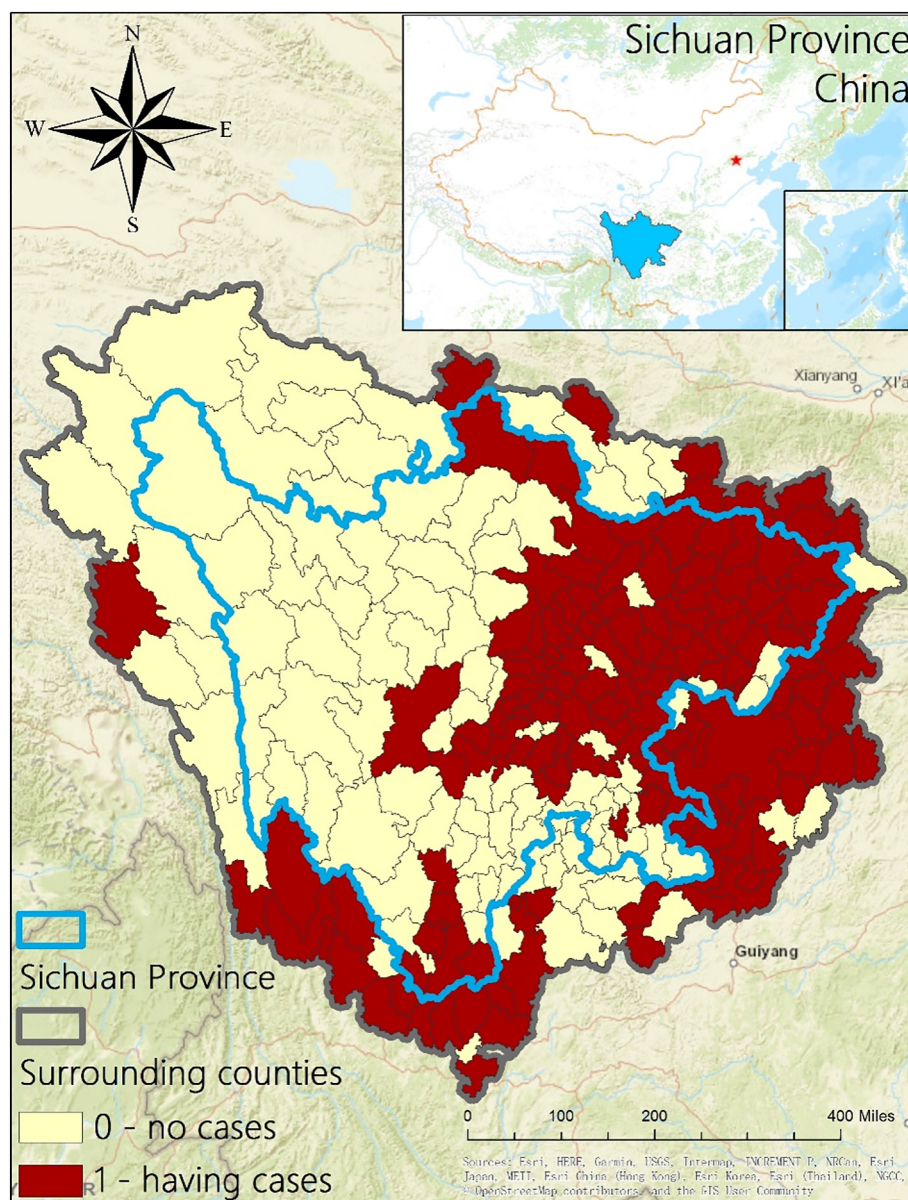 Sichuan Province
China
N
W
E
S
Xianyang
Xi'a
Guiyang
Sichuan Province
Surrounding counties
0 - no cases
1 - having cases
0 100 200 400 Miles
Sources: Esri, HERE, Garmin, USGS, Intermap, INCREMENT P, NRCan, Esri
Japan, METI, Esri China (Hong Kong), Esri Korea, Esri (Thailand), NGCC,
OpenStreetMap contributors, and the GIS User Community